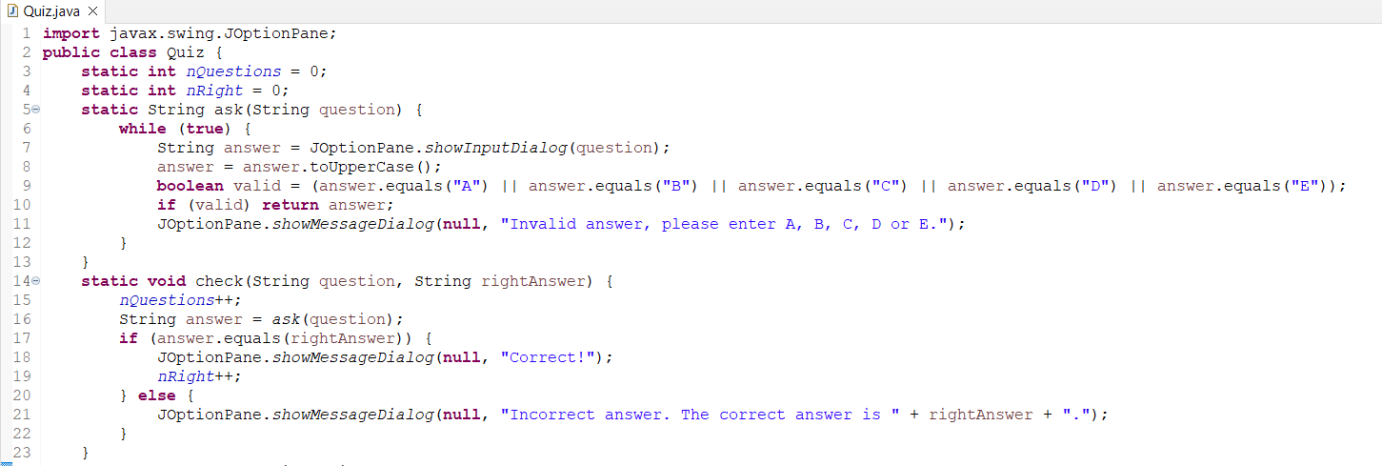 Quiz.java
1 import javax.swing.JOptionPane;
2 public class Quiz {
3     static int nQuestions = 0;
4     static int nRight = 0;
5     static String ask(String question) {
6         while (true) {
7             String answer = JOptionPane.showInputDialog(question);
8             answer = answer.toUpperCase();
9             boolean valid = (answer.equals("A") || answer.equals("B") || answer.equals("C") || answer.equals("D") || answer.equals("E"));
10             if (valid) return answer;
11             JOptionPane.showMessageDialog(null, "Invalid answer, please enter A, B, C, D or E.");
12         }
13     }
14     static void check(String question, String rightAnswer) {
15         nQuestions++;
16         String answer = ask(question);
17         if (answer.equals(rightAnswer)) {
18             JOptionPane.showMessageDialog(null, "Correct!");
19             nRight++;
20         } else {
21             JOptionPane.showMessageDialog(null, "Incorrect answer. The correct answer is " + rightAnswer + ".");
22         }
23     }